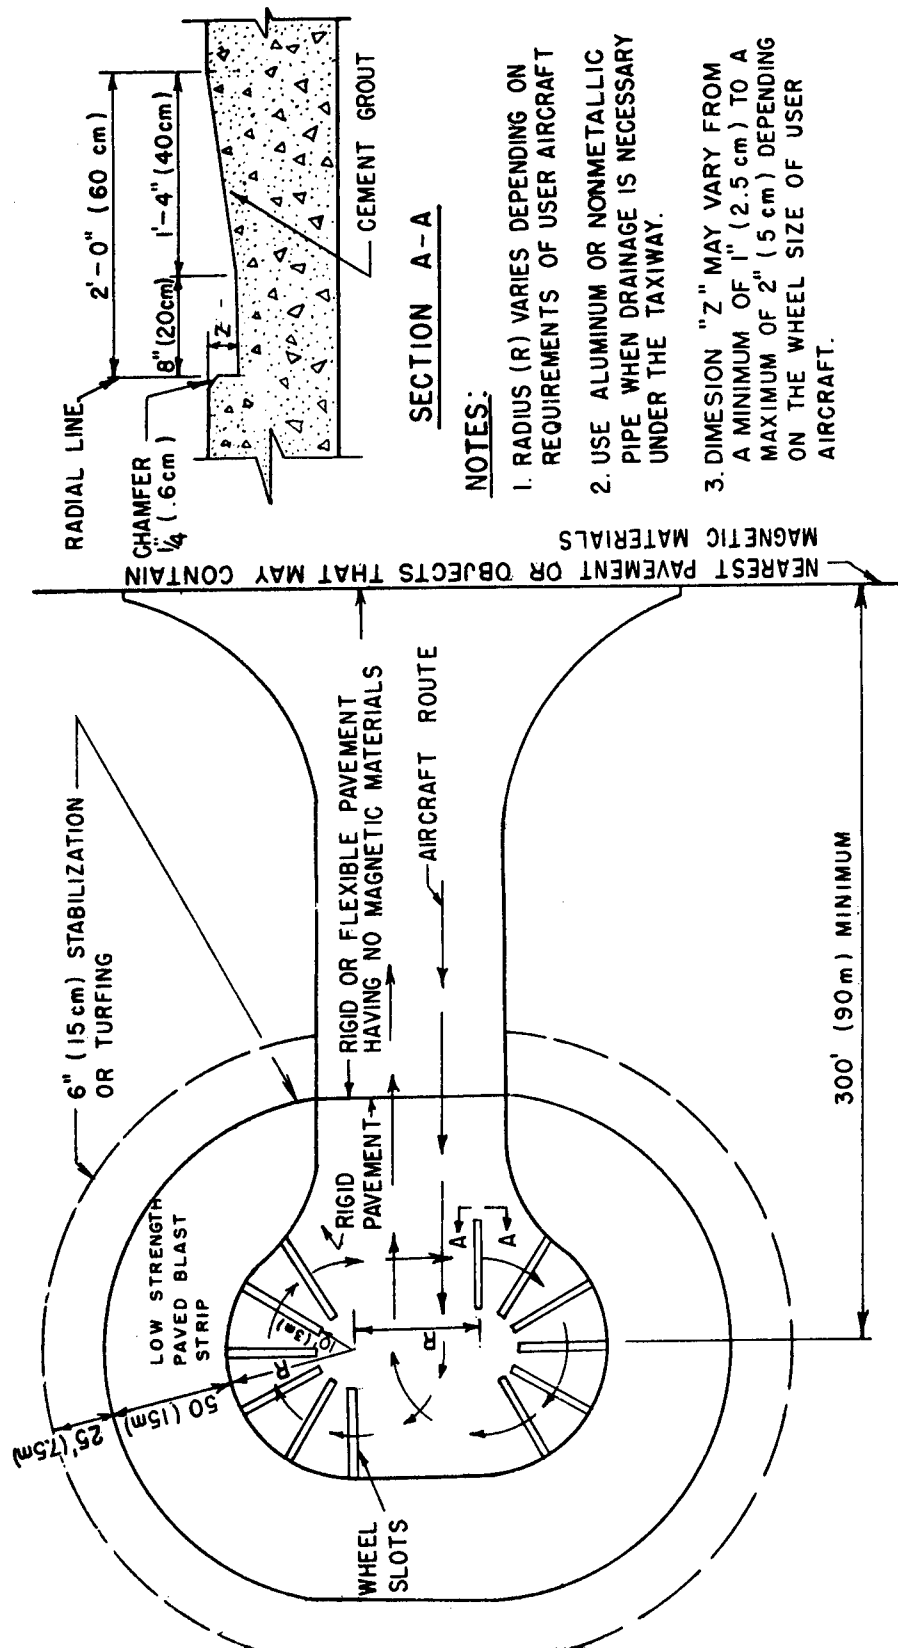 6" (15 cm) STABILIZATION
OR TURFING
LOW STRENGTH
PAVED BLAST
STRIP
25' (7.5m)
50 (15m)
R
10' (3m)
WHEEL
SLOTS
RIGID
PAVEMENT
RIGID OR FLEXIBLE PAVEMENT
HAVING NO MAGNETIC MATERIALS
AIRCRAFT ROUTE
R
A
A
300' (90m) MINIMUM
NEAREST PAVEMENT OR OBJECTS THAT MAY CONTAIN
MAGNETIC MATERIALS
RADIAL LINE
CHAMFER
1/4" (.6cm)
2'-0" (60 cm)
8" (20cm)
1'-4" (40cm)
Z
CEMENT GROUT
SECTION A-A
NOTES:
1. RADIUS (R) VARIES DEPENDING ON
REQUIREMENTS OF USER AIRCRAFT
2. USE ALUMINUM OR NONMETALLIC
PIPE WHEN DRAINAGE IS NECESSARY
UNDER THE TAXIWAY.
3. DIMESION "Z" MAY VARY FROM
A MINIMUM OF 1" (2.5 cm) TO A
MAXIMUM OF 2" (5 cm) DEPENDING
ON THE WHEEL SIZE OF USER
AIRCRAFT.